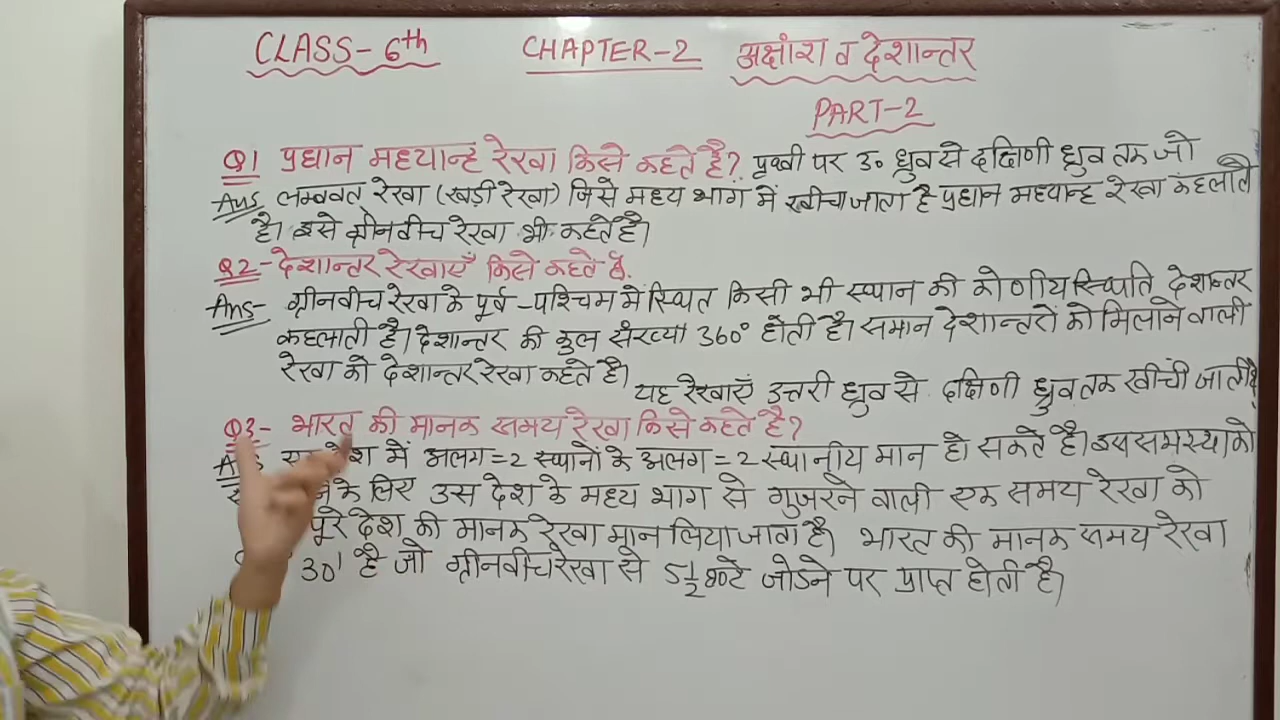 CLASS-6th CHAPTER-2 अक्षांश व देशान्तर
PART-2
Q1 प्रधान मध्यान्ह रेखा किसे कहते है? पृथ्वी पर उ० ध्रुव से दक्षिणी ध्रुव तक जो
Ans लम्बवत रेखा (खडी रेखा) जिसे मध्य भाग में खीचा जाता है प्रधान मध्यान्ह रेखा कहलाती
है। इसे ग्रीनवीच रेखा भी कहते है।
Q2- देशान्तर रेखाएँ किसे कहते है.
Ans- ग्रीनवीच रेखा के पूर्व-पश्चिम में स्थित किसी भी स्थान की कोणीय स्थिति देशान्तर
कहलाती है। देशान्तर की कुल संख्या 360° होती है। समान देशान्तरों को मिलाने वाली
रेखा को देशान्तर रेखा कहते है।
यह रेखाएँ उत्तरी ध्रुव से दक्षिणी ध्रुव तक खींची जाती है
Q3- भारत की मानक समय रेखा किसे कहते है?
Ans में अलग=2 स्थानों के अलग=2 स्थानीय मान हो सकते है। इस समस्या को
के लिए उस देश के मध्य भाग से गुजरने वाली एक समय रेखा को
पूरे देश की मानक रेखा मान लिया जाता है। भारत की मानक समय रेखा
30' है जो ग्रीनवीच रेखा से 5½ घण्टे जोडने पर प्राप्त होती है।